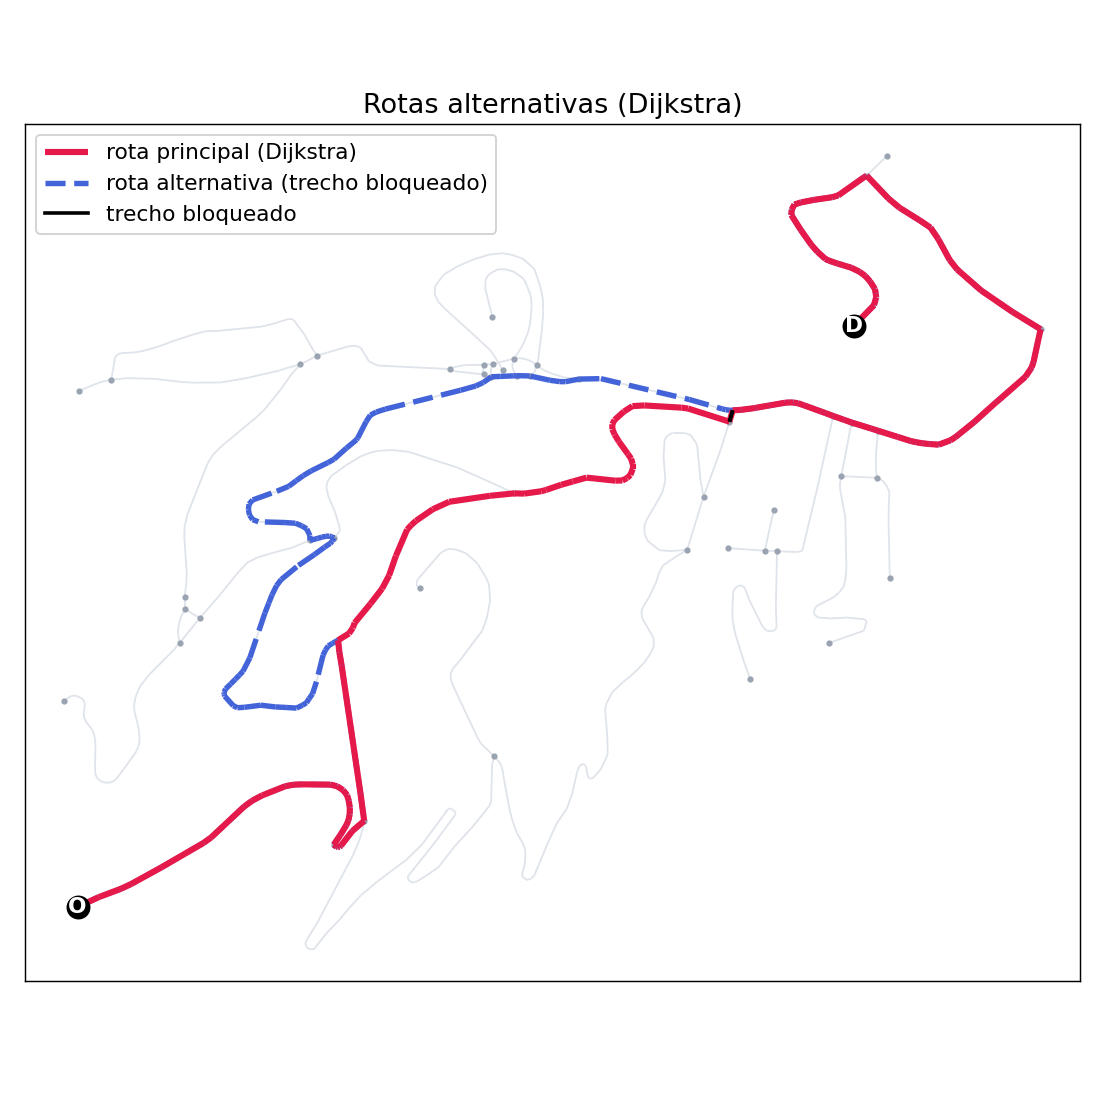 Rotas alternativas (Dijkstra)
rota principal (Dijkstra)
rota alternativa (trecho bloqueado)
trecho bloqueado
D
O